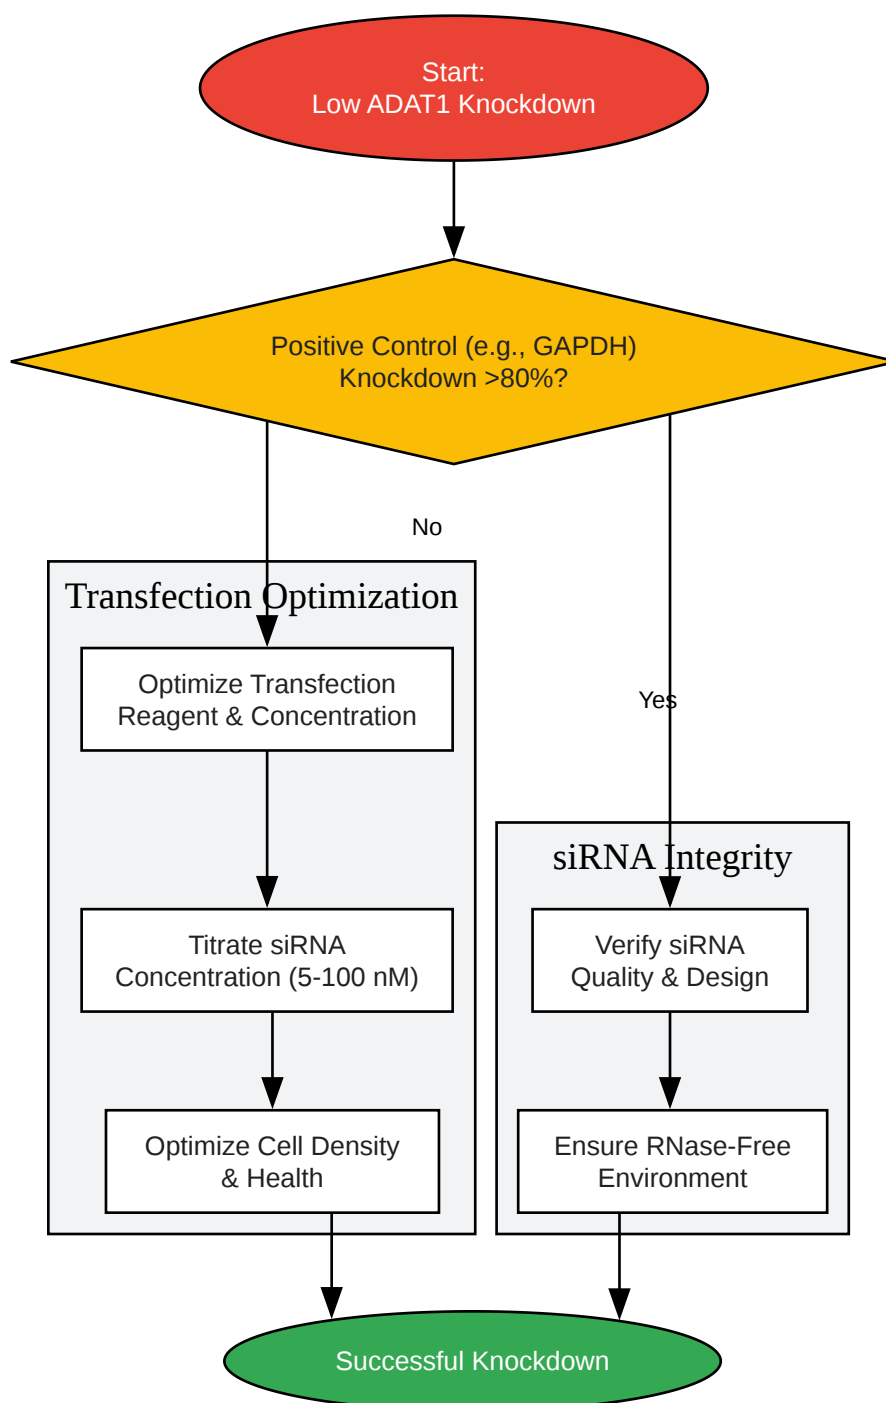 Start:
Low ADAT1 Knockdown
Positive Control (e.g., GAPDH)
Knockdown >80%?
No
Transfection Optimization
Optimize Transfection
Reagent & Concentration
Yes
siRNA Integrity
Titrate siRNA
Concentration (5-100 nM)
Verify siRNA
Quality & Design
Optimize Cell Density
& Health
Ensure RNase-Free
Environment
Successful Knockdown